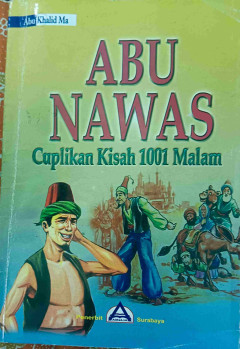 Abu Khalid Ma
ABU
NAWAS
Cuplikan Kisah 1001 Malam
Penerbit Surabaya